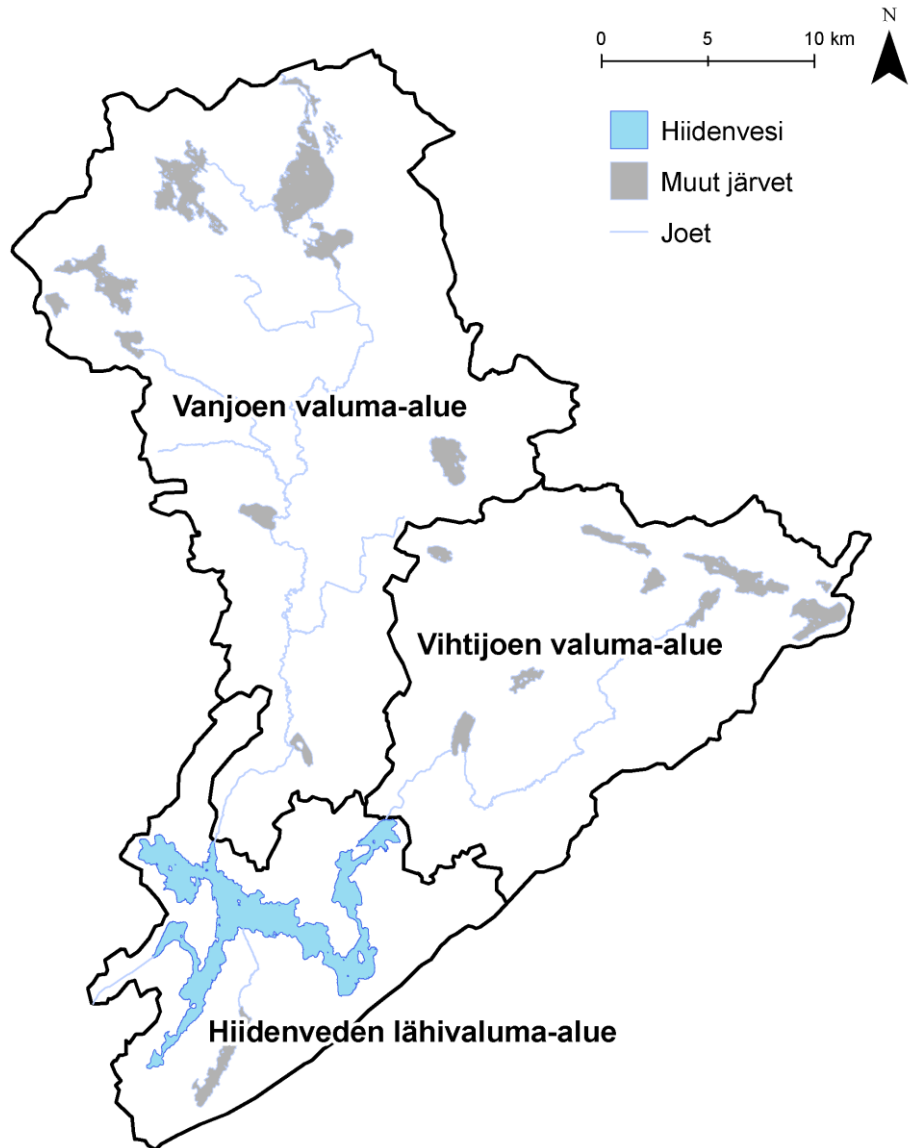 N
0 5 10 km
Hiidenvesi
Muut järvet
Joet
Vanjoen valuma-alue
Vihtijoen valuma-alue
Hiidenveden lähivaluma-alue